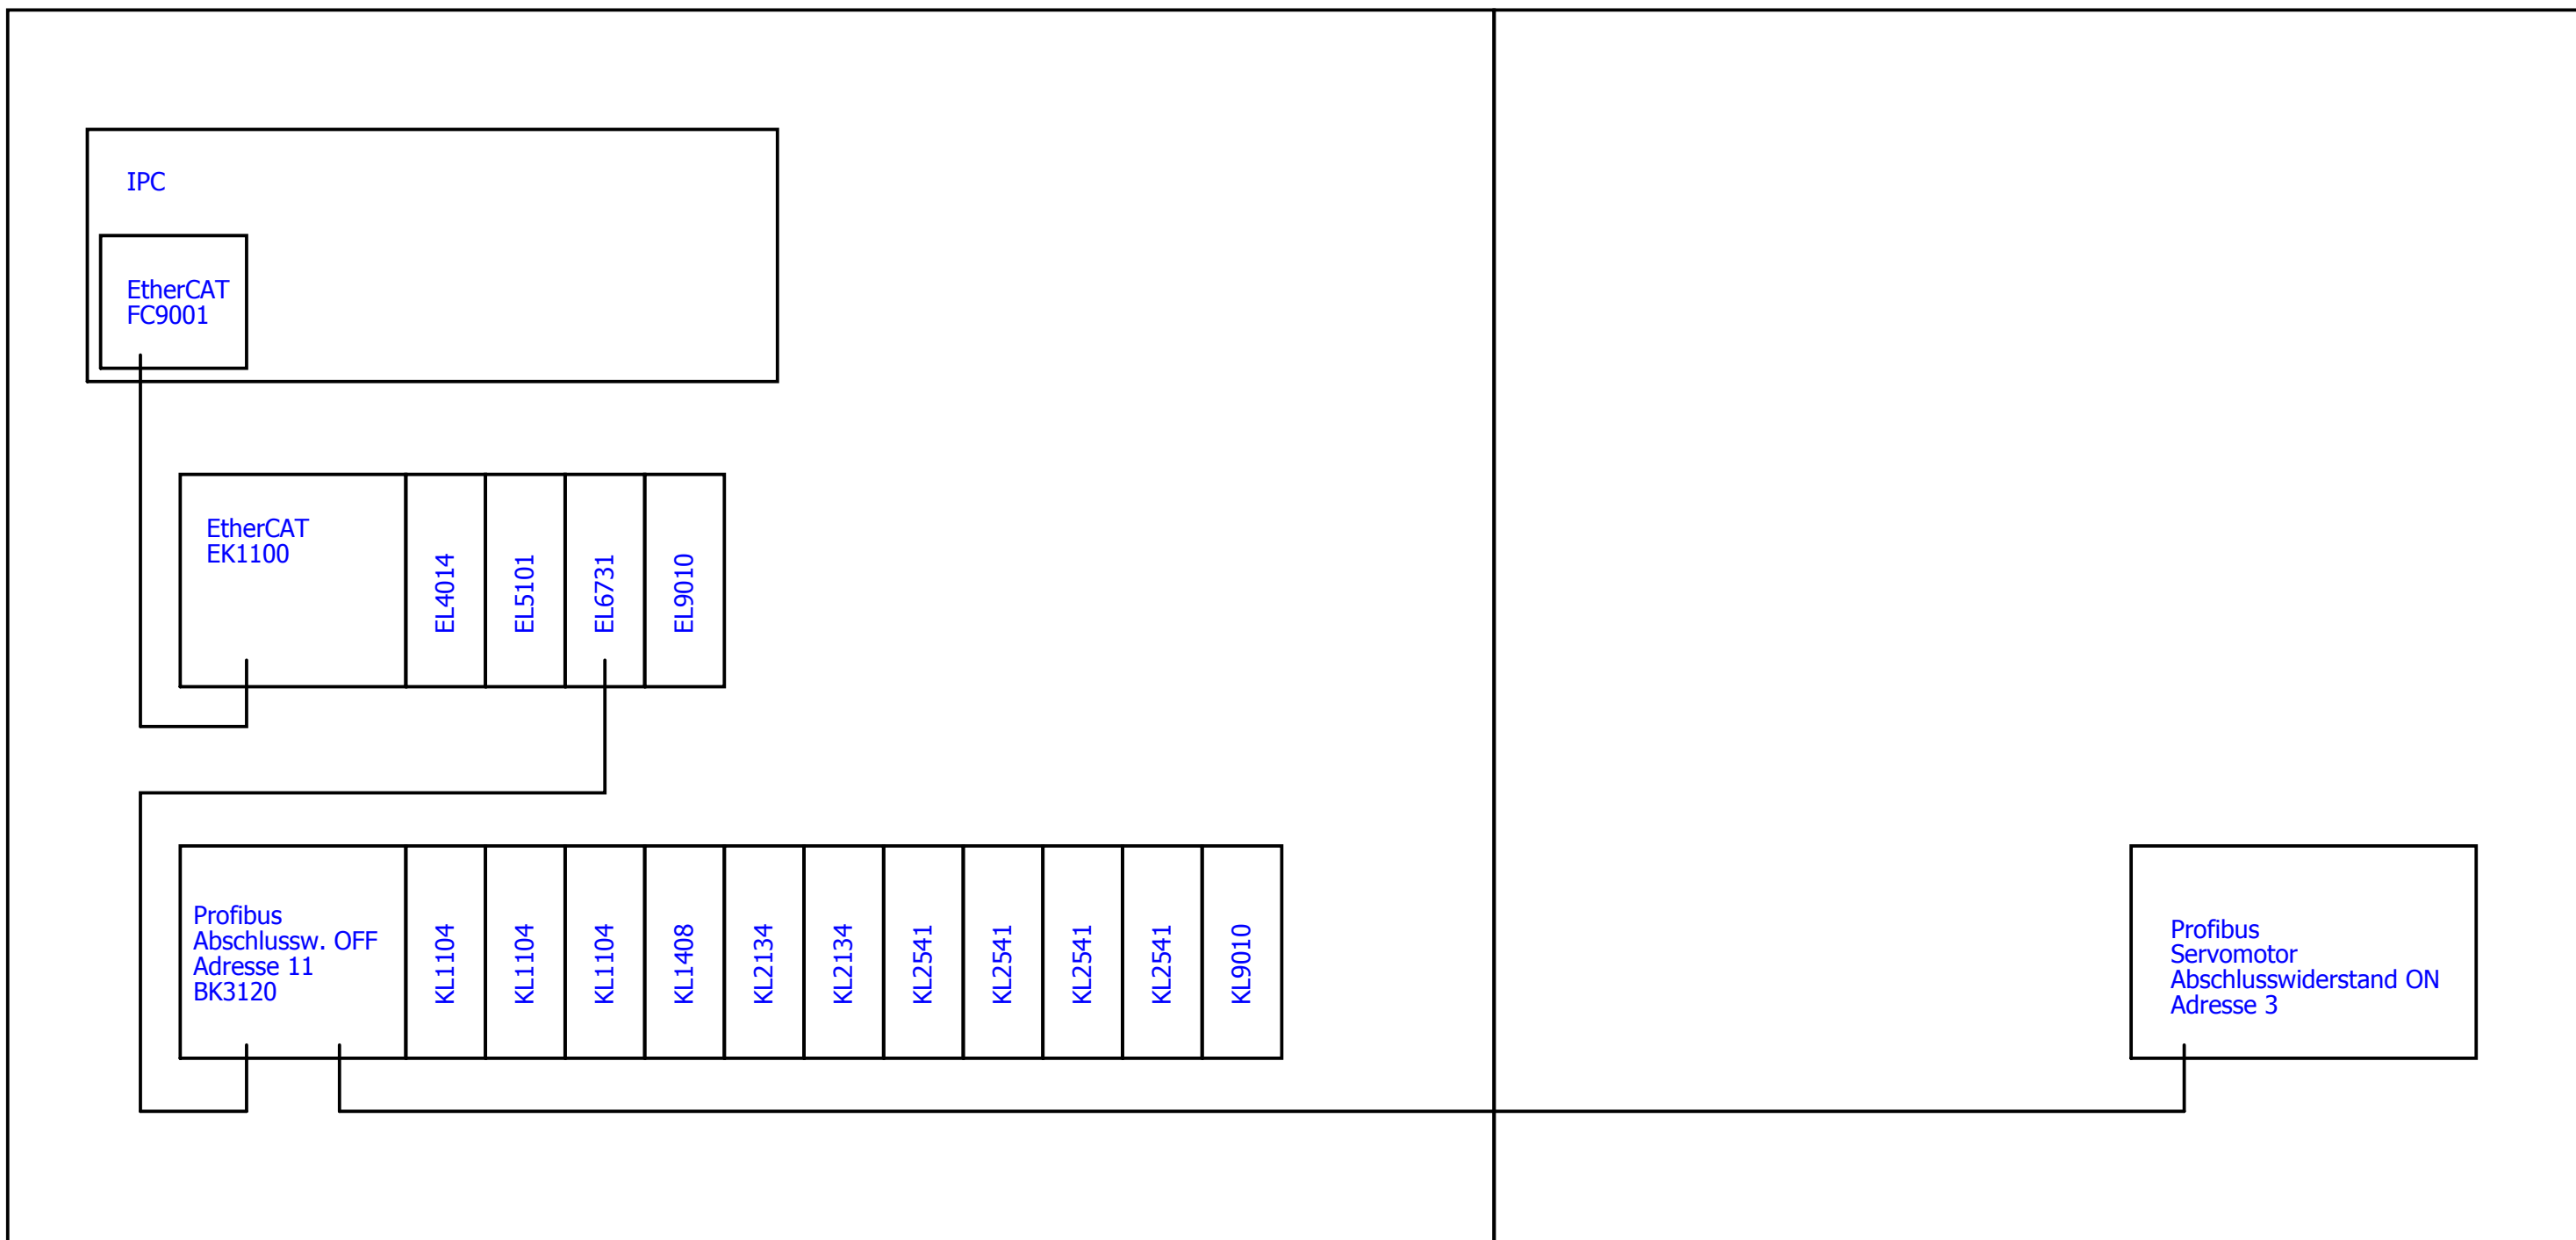 IPC
EtherCAT
FC9001
EtherCAT
EK1100
EL4014
EL5101
EL6731
EL9010
Profibus
Abschlussw. OFF
Adresse 11
BK3120
KL1104
KL1104
KL1104
KL1408
KL2134
KL2134
KL2541
KL2541
KL2541
KL2541
KL9010
Profibus
Servomotor
Abschlusswiderstand ON
Adresse 3